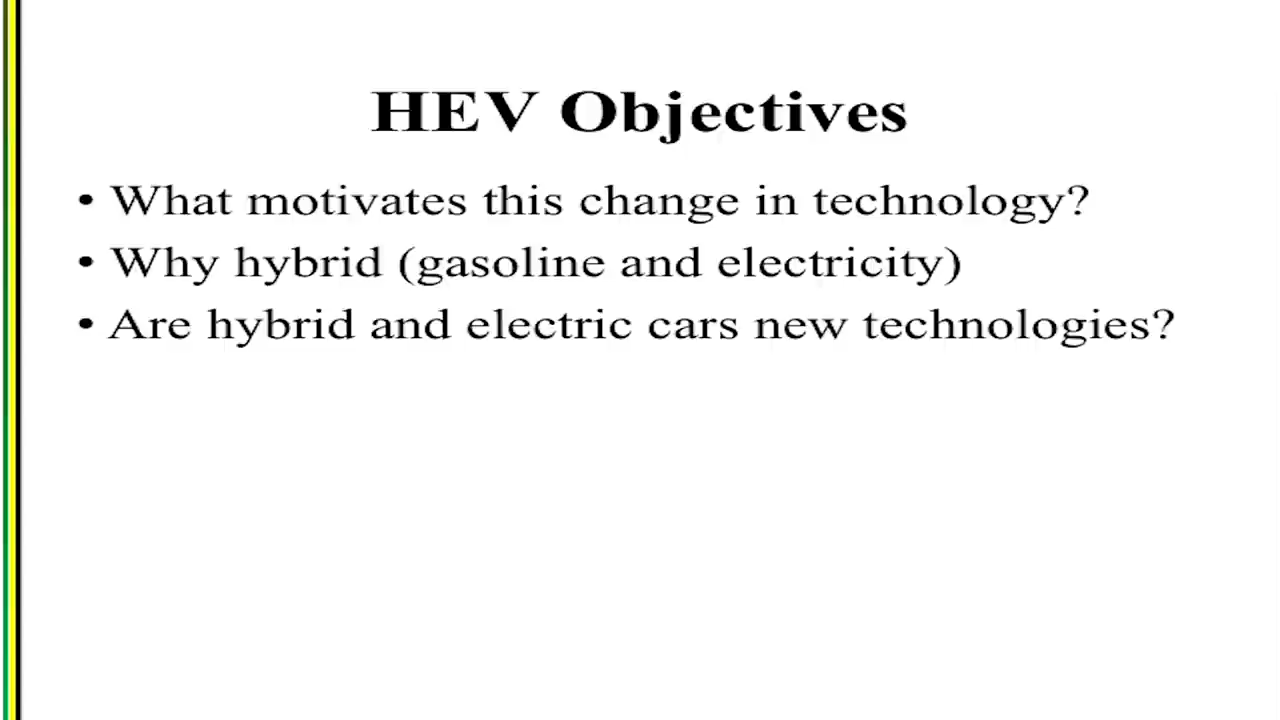 HEV Objectives
• What motivates this change in technology?
• Why hybrid (gasoline and electricity)
• Are hybrid and electric cars new technologies?